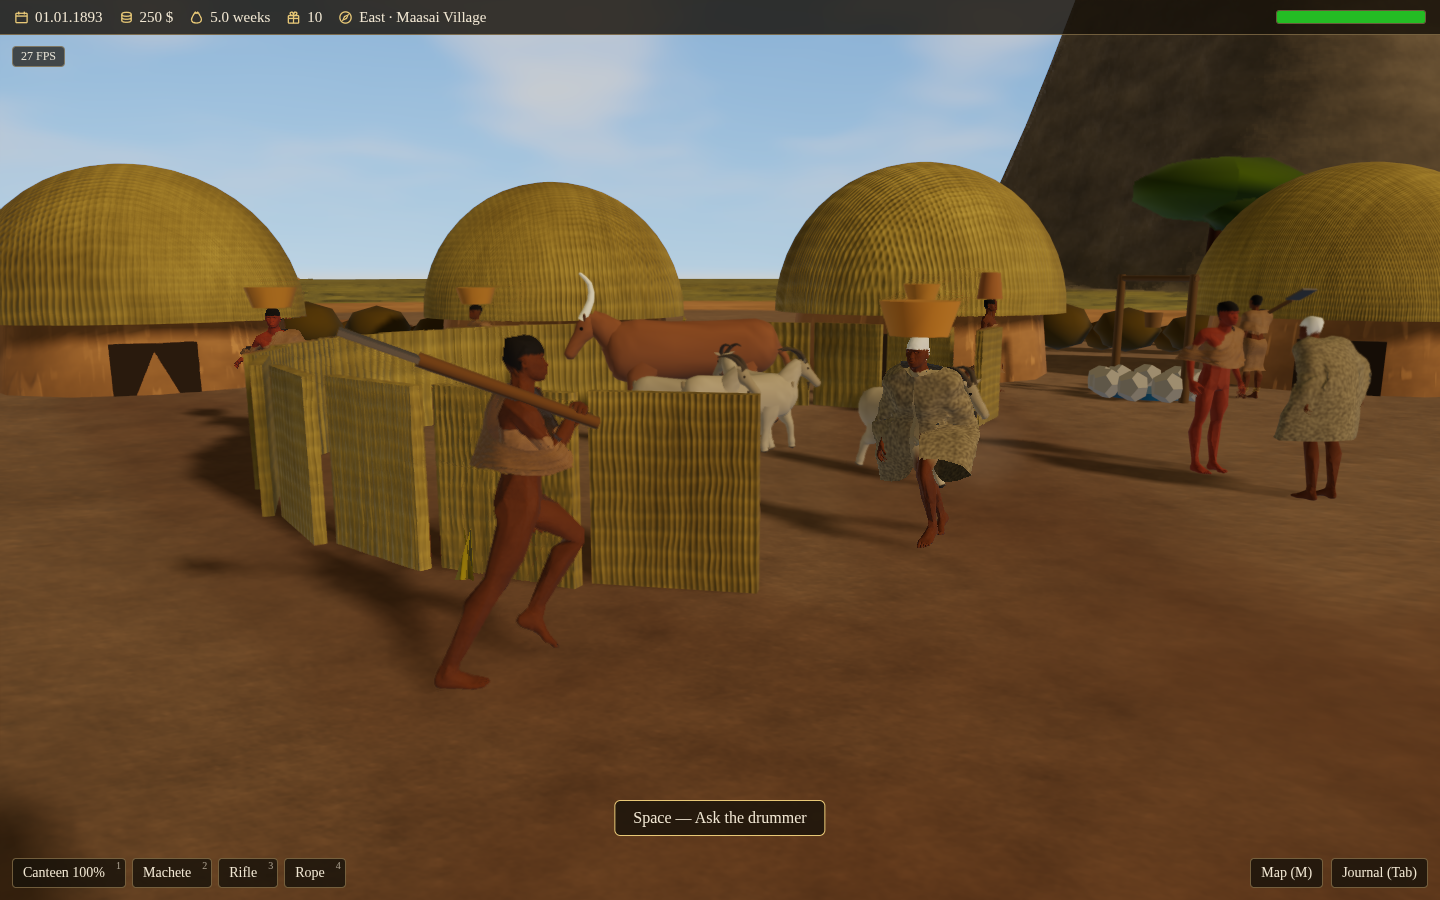 01.01.1893 250 $ 5.0 weeks 10 East · Maasai Village
27 FPS
Space — Ask the drummer
Canteen 100% 1 Machete 2 Rifle 3 Rope 4 Map (M) Journal (Tab)